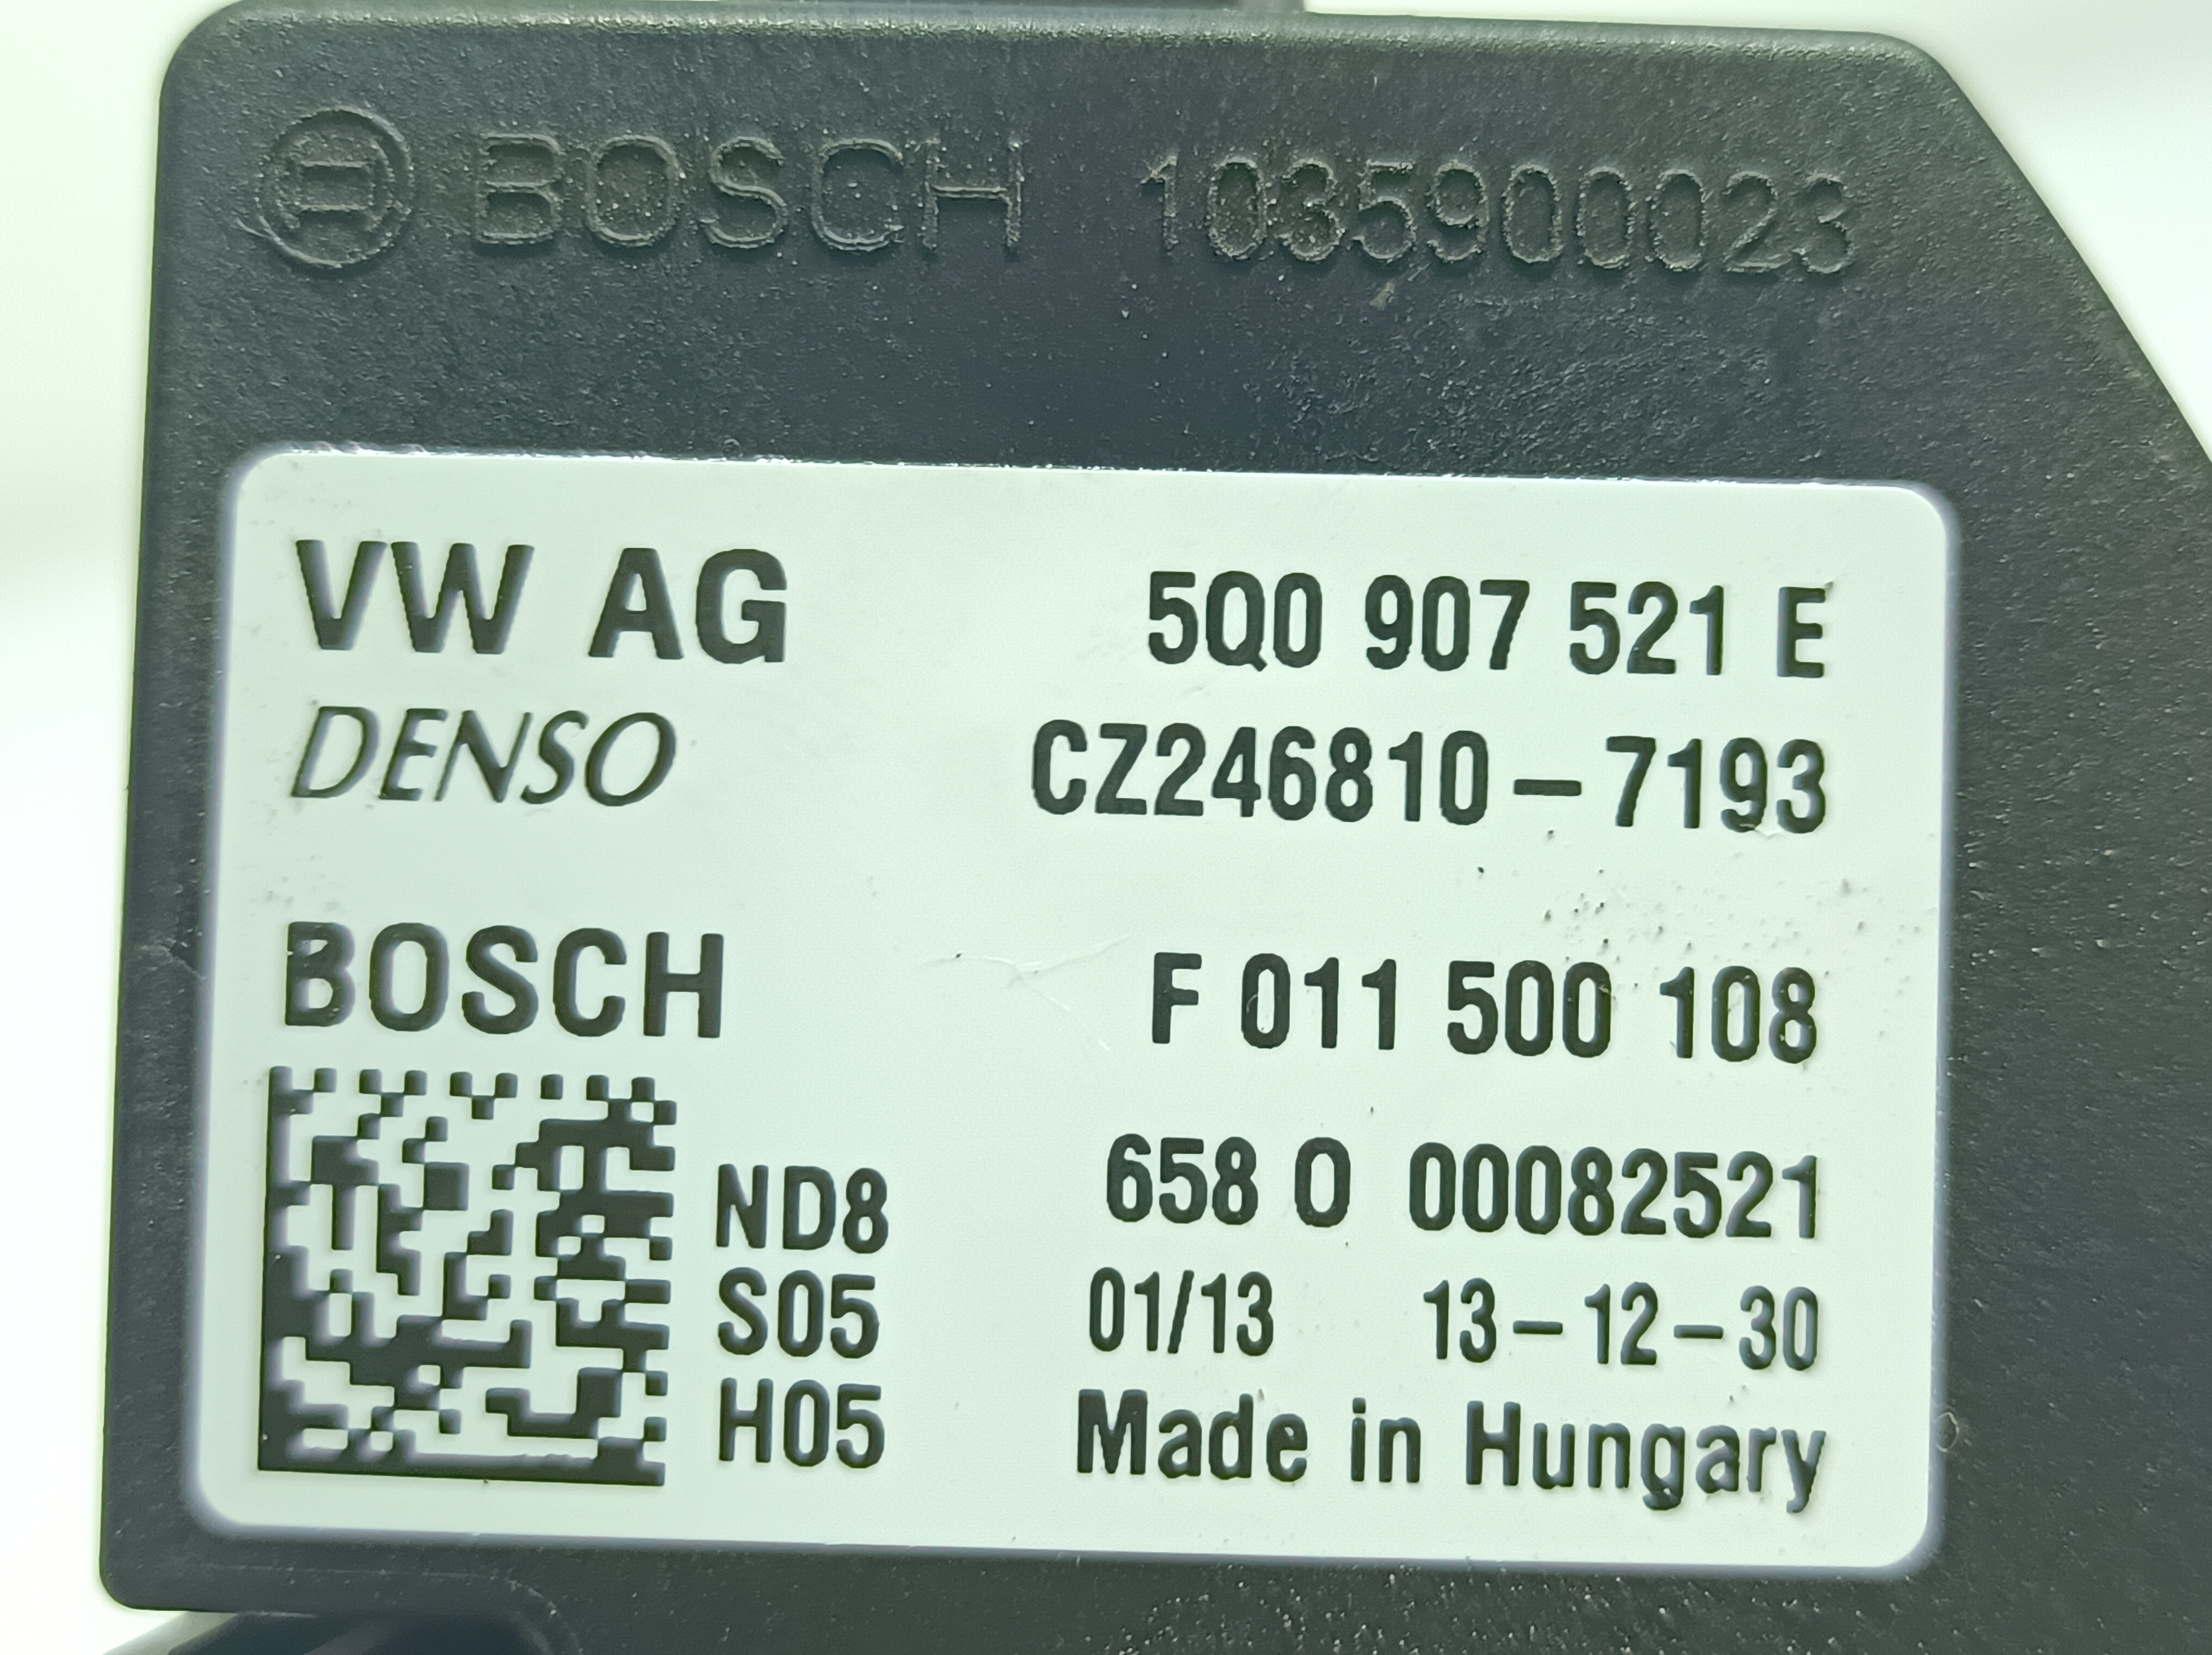 BOSCH 1035900023
VW AG 5Q0 907 521 E
DENSO CZ246810-7193
BOSCH F 011 500 108
ND8 658 O 00082521
S05 01/13 13-12-30
H05 Made in Hungary